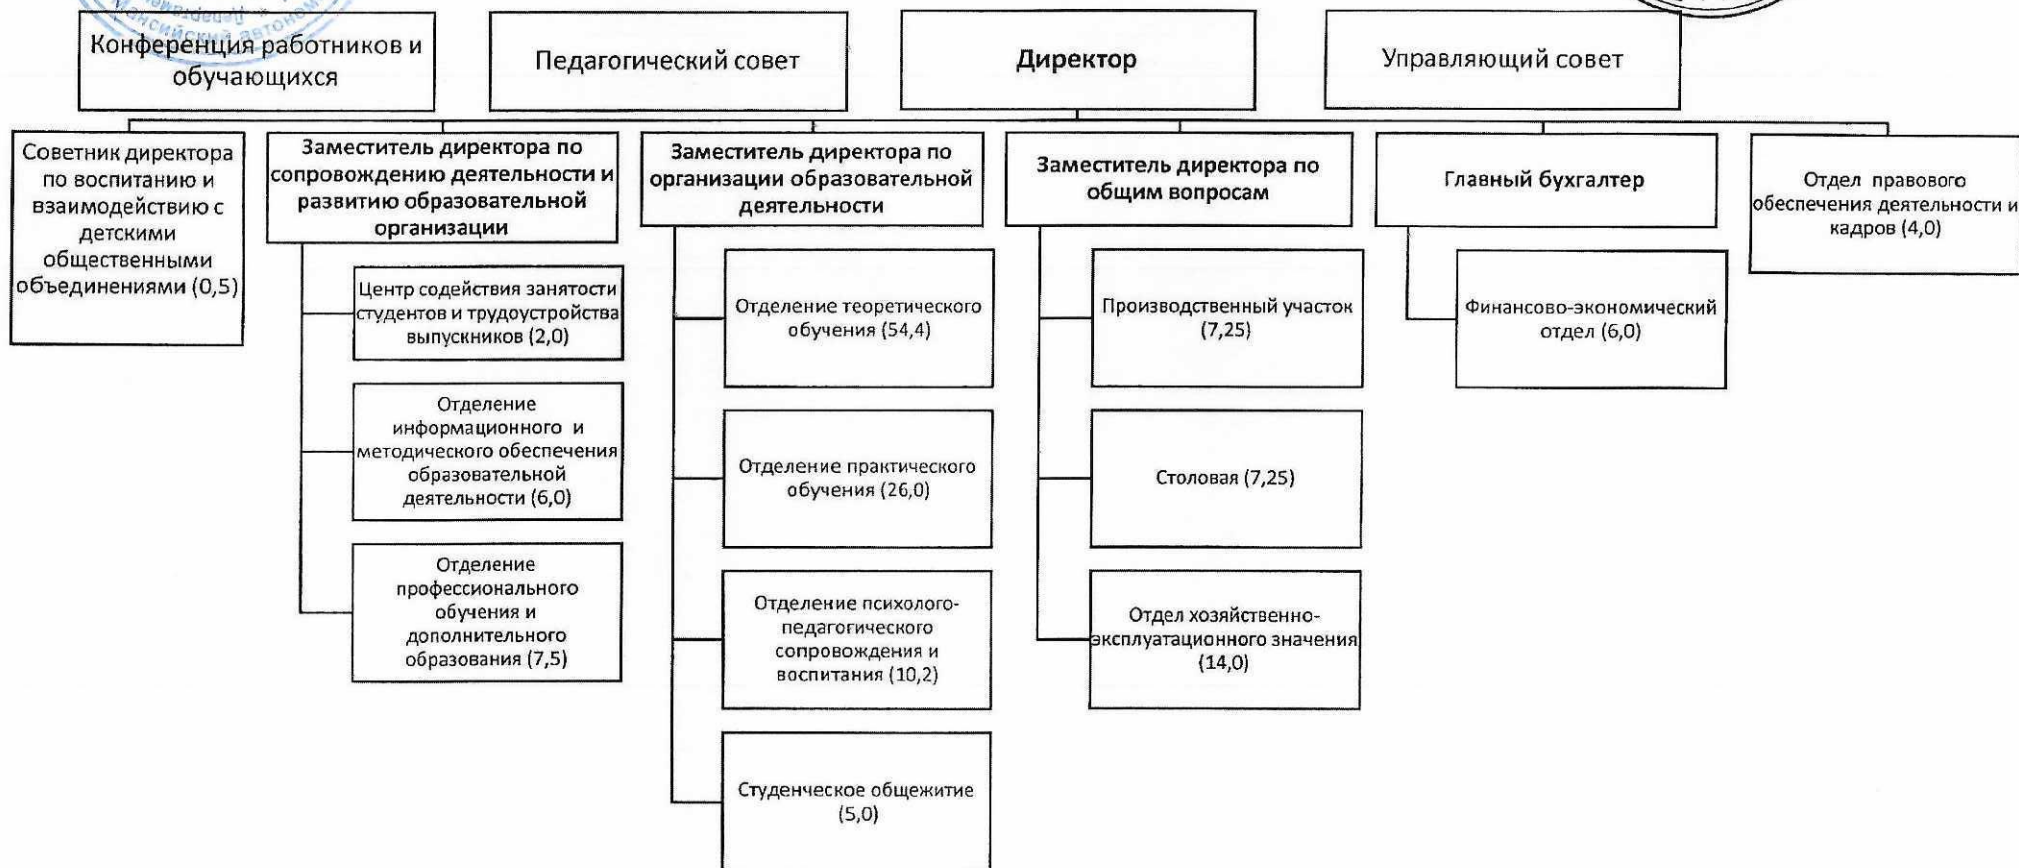 Мансийский автоном
Департамен
Конференция работников и
обучающихся
Педагогический совет
Директор
Управляющий совет
Советник директора
по воспитанию и
взаимодействию с
детскими
общественными
объединениями (0,5)
Заместитель директора по
сопровождению деятельности и
развитию образовательной
организации
Заместитель директора по
организации образовательной
деятельности
Заместитель директора по
общим вопросам
Главный бухгалтер
Отдел правового
обеспечения деятельности и
кадров (4,0)
Центр содействия занятости
студентов и трудоустройства
выпускников (2,0)
Отделение
информационного и
методического обеспечения
образовательной
деятельности (6,0)
Отделение
профессионального
обучения и
дополнительного
образования (7,5)
Отделение теоретического
обучения (54,4)
Отделение практического
обучения (26,0)
Отделение психолого-
педагогического
сопровождения и
воспитания (10,2)
Студенческое общежитие
(5,0)
Производственный участок
(7,25)
Столовая (7,25)
Отдел хозяйственно-
эксплуатационного значения
(14,0)
Финансово-экономический
отдел (6,0)